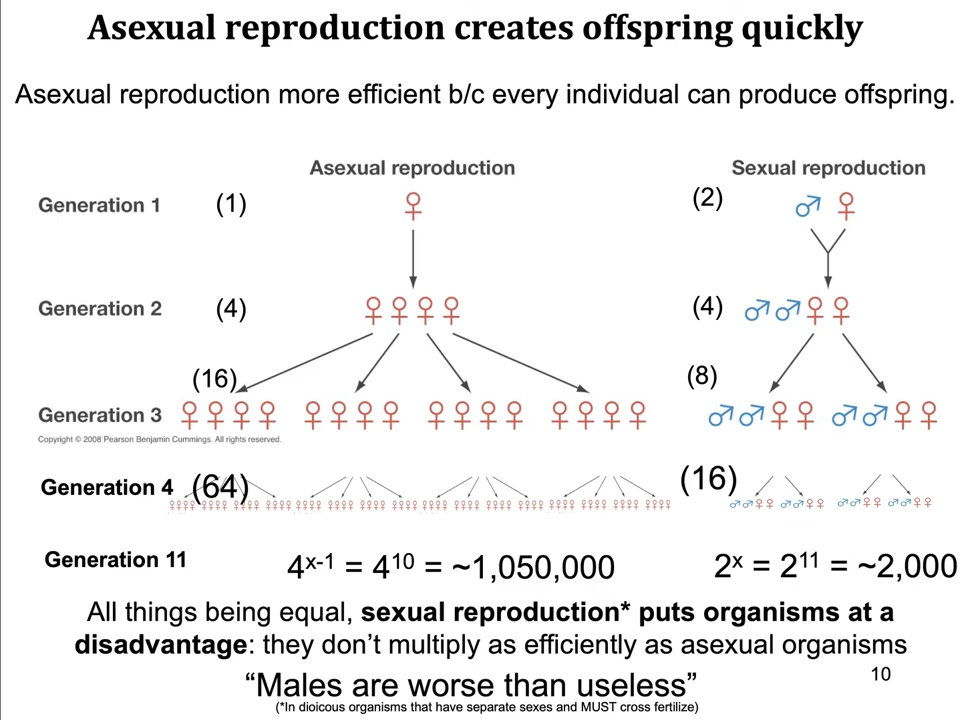 Asexual reproduction creates offspring quickly
Asexual reproduction more efficient b/c every individual can produce offspring.
Asexual reproduction
Sexual reproduction
Generation 1 (1) ♀ (2) ♂ ♀
Generation 2 (4) ♀♀♀♀ (4) ♂♂♀♀
(16) (8)
Generation 3 ♀♀♀♀ ♀♀♀♀ ♀♀♀♀ ♀♀♀♀ ♂♂♀♀ ♂♂♀♀
Copyright © 2008 Pearson Benjamin Cummings. All rights reserved.
Generation 4 (64) (16)
Generation 11 4ˣ⁻¹ = 4¹⁰ = ~1,050,000 2ˣ = 2¹¹ = ~2,000
All things being equal, sexual reproduction* puts organisms at a
disadvantage: they don’t multiply as efficiently as asexual organisms
“Males are worse than useless”
10
(*In dioicous organisms that have separate sexes and MUST cross fertilize)